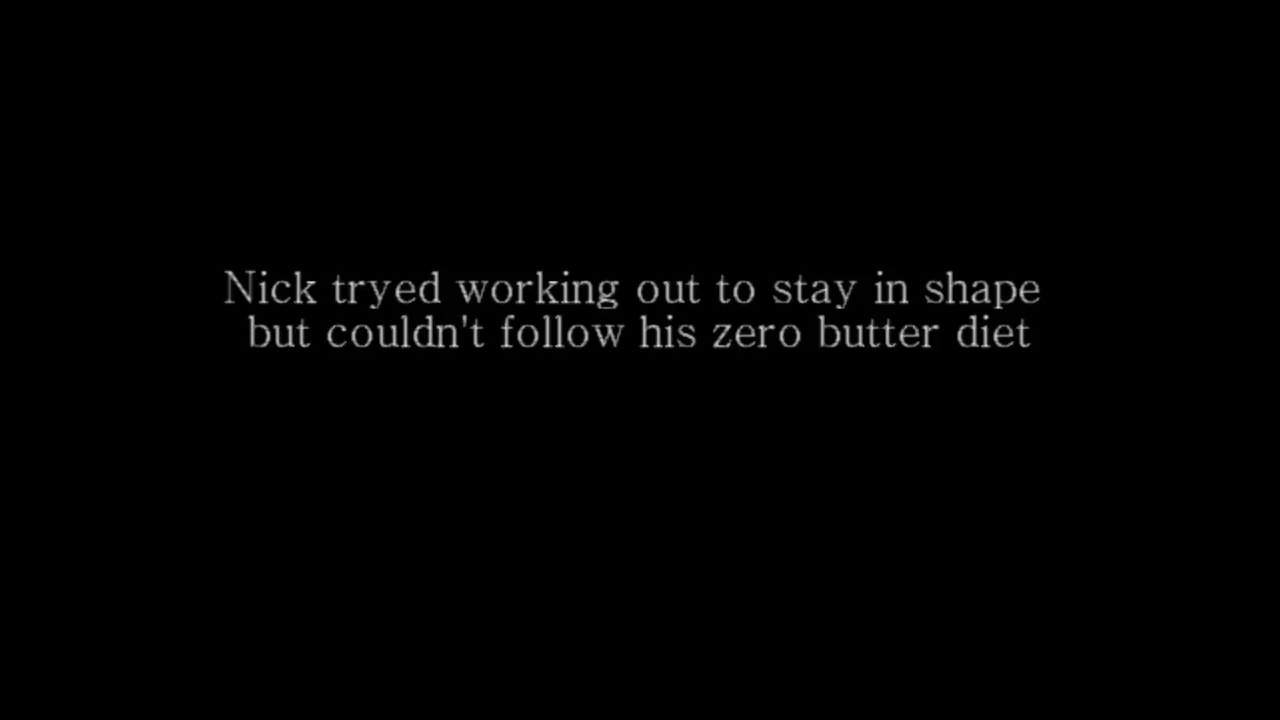 Nick tryed working out to stay in shape
but couldn't follow his zero butter diet